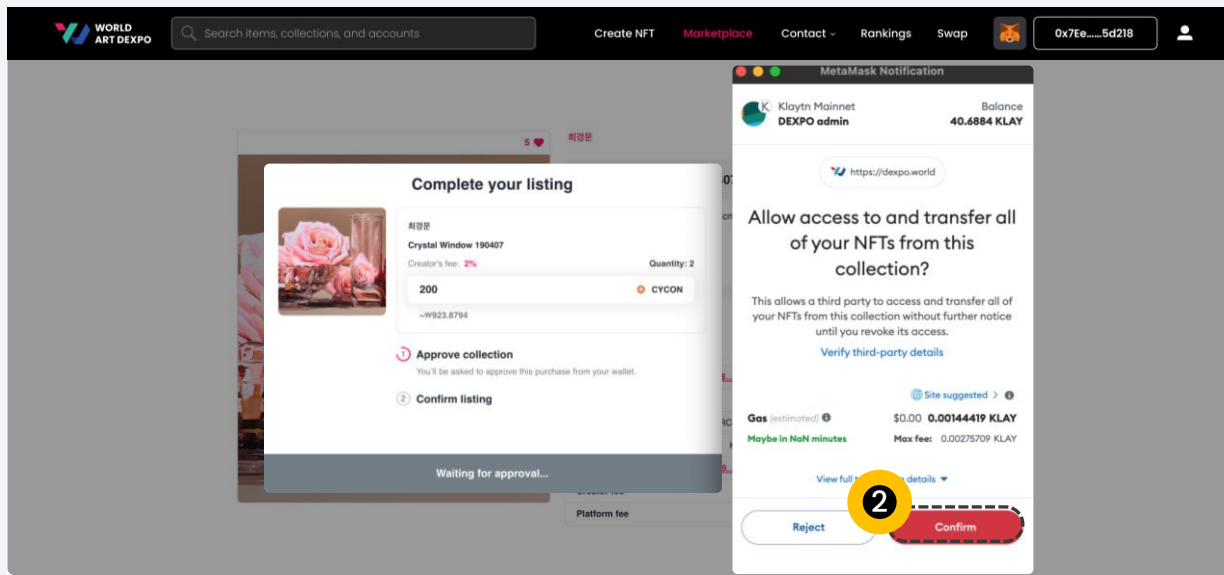 WORLD
ART DEXPO
Search items, collections, and accounts
Create NFT
Marketplace
Contact
Rankings
Swap
0x7Ee......5d218
MetaMask Notification
K
Klaytn Mainnet
DEXPO admin
Balance
40.6884 KLAY
https://dexpo.world
Allow access to and transfer all
of your NFTs from this
collection?
This allows a third party to access and transfer all of
your NFTs from this collection without further notice
until you revoke its access.
Verify third-party details
Site suggested >
Gas (estimated)
$0.00 0.00144419 KLAY
Maybe in NaN minutes
Max fee: 0.00275709 KLAY
View full
details
2
Reject
Confirm
5
최경문
Complete your listing
최경문
Crystal Window 190407
Creator's fee: 2%
Quantity: 2
200
CYCON
~₩923.8794
1 Approve collection
You'll be asked to approve this purchase from your wallet.
2 Confirm listing
Waiting for approval...
Platform fee